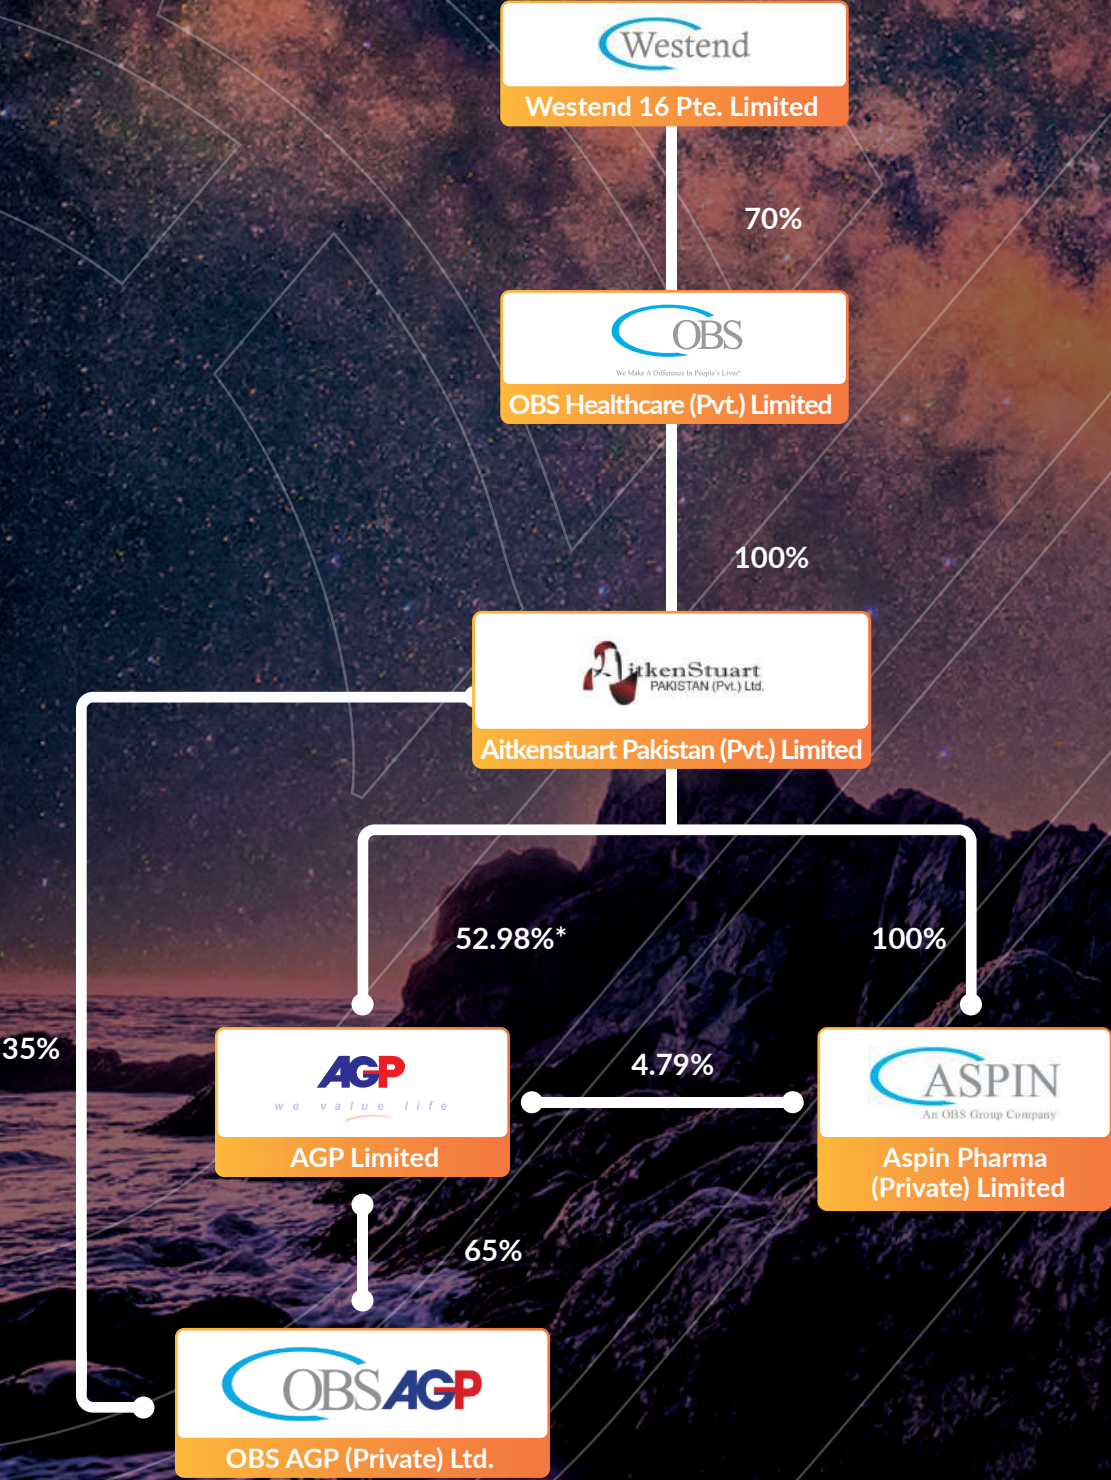 Westend
Westend 16 Pte. Limited
70%
OBS
We Make A Difference In People's Lives®
OBS Healthcare (Pvt.) Limited
100%
AitkenStuart
PAKISTAN (Pvt.) Ltd.
Aitkenstuart Pakistan (Pvt.) Limited
52.98%*
100%
35%
4.79%
AGP
we value life
AGP Limited
ASPIN
An OBS Group Company
Aspin Pharma
(Private) Limited
65%
OBS AGP
OBS AGP (Private) Ltd.